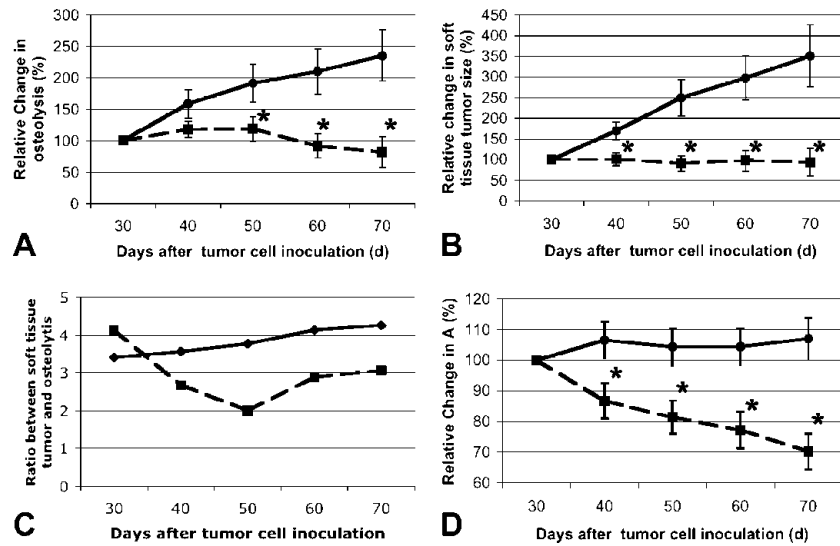 Relative Change in
osteolysis (%)
300
250
200
150
100
50
0
*
*
*
30 40 50 60 70
Days after tumor cell inoculation (d)
A
Relative change in soft
tissue tumor size (%)
450
400
350
300
250
200
150
100
50
0
* * * *
30 40 50 60 70
Days after tumor cell inoculation (d)
B
Ratio between soft tissue
tumor and osteolytis
5
4
3
2
1
0
30 40 50 60 70
Days after tumor cell inoculation
C
Relative Change in A (%)
120
110
100
90
80
70
60
*
*
*
*
30 40 50 60 70
Days after tumor cell inoculation (d)
D